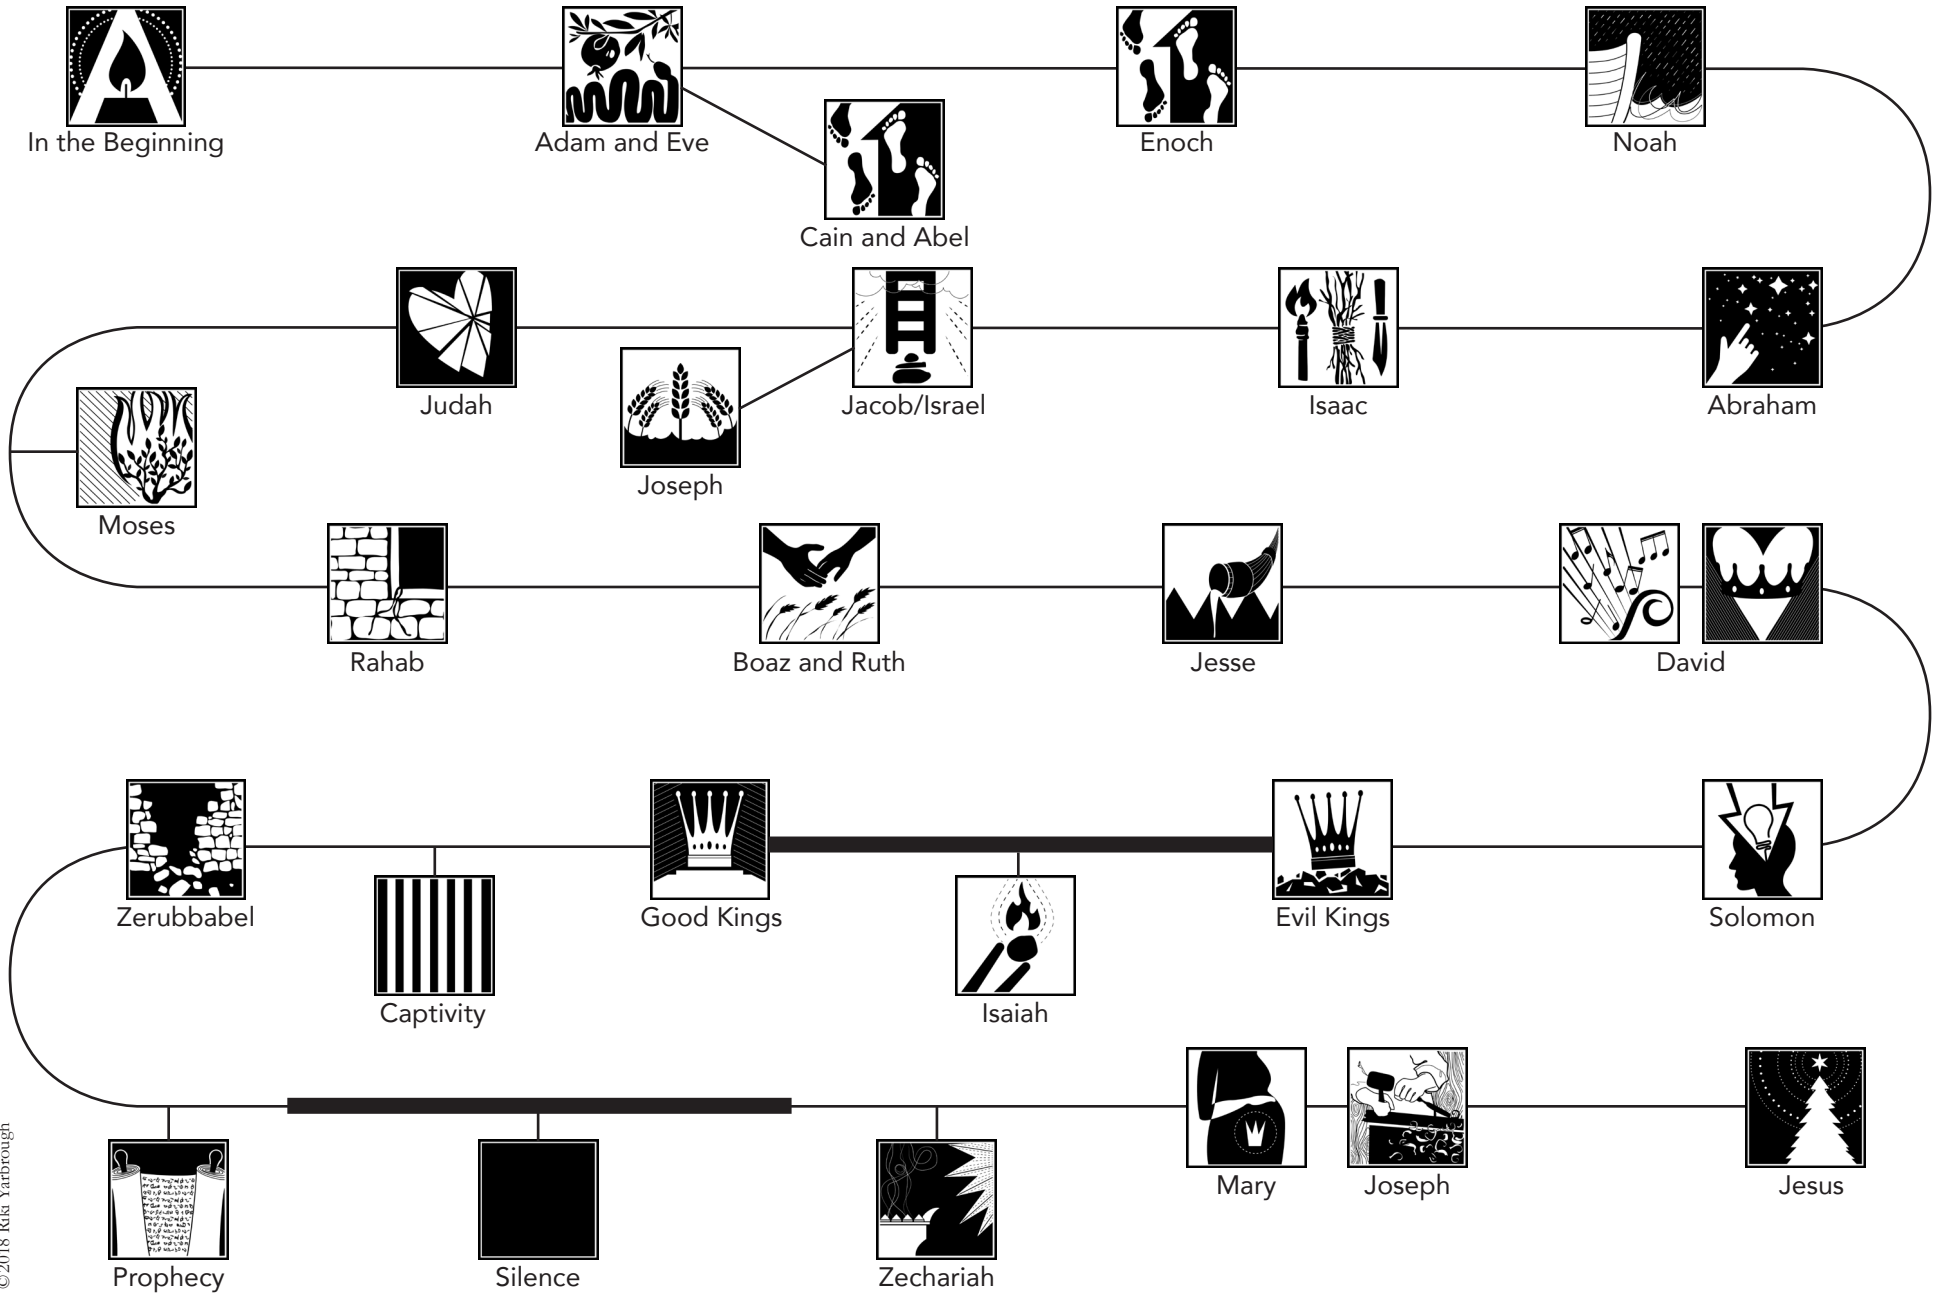 In the Beginning
Adam and Eve
Enoch
Noah
Cain and Abel
Judah
Jacob/Israel
Isaac
Abraham
Joseph
Moses
Rahab
Boaz and Ruth
Jesse
David
Zerubbabel
Good Kings
Evil Kings
Solomon
Captivity
Isaiah
Mary
Joseph
Jesus
Prophecy
Silence
Zechariah
©2018 Kiki Yarbrough